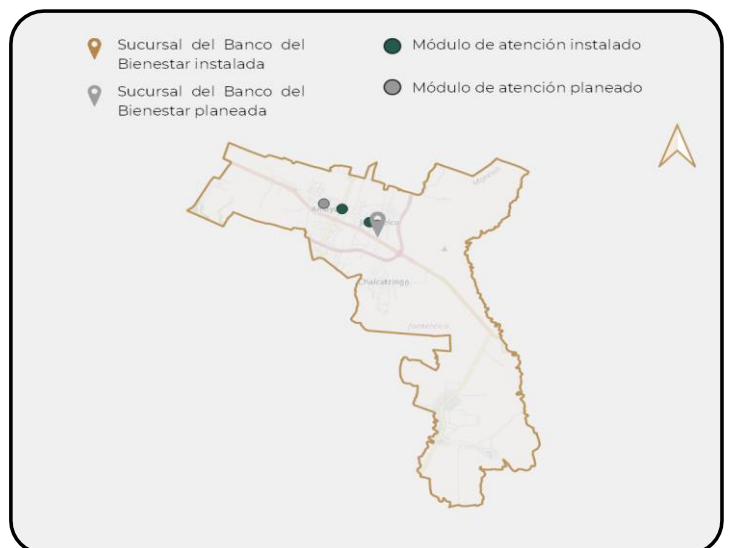 Sucursal del Banco del
Bienestar instalada
Sucursal del Banco del
Bienestar planeada
Módulo de atención instalado
Módulo de atención planeado
Chalcatzingo
Jantetelco